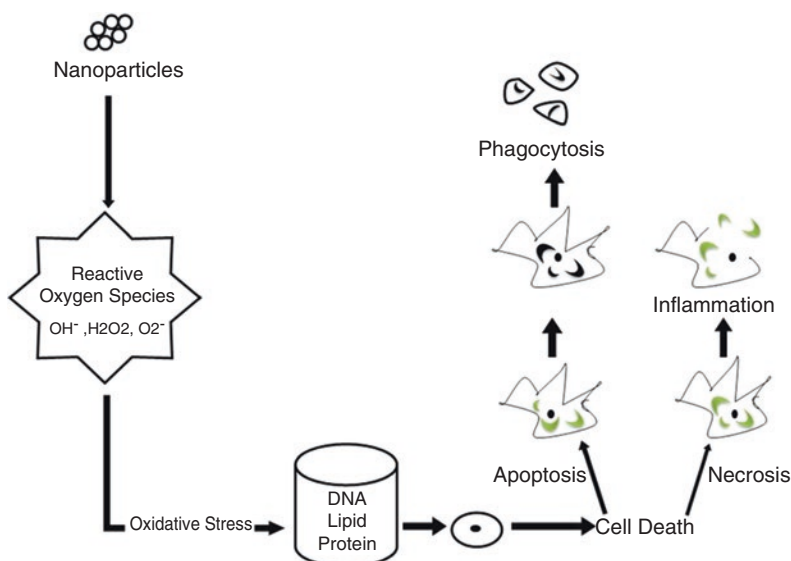 Nanoparticles
Reactive
Oxygen Species
OH⁻ ,H2O2, O2⁻
Oxidative Stress
DNA
Lipid
Protein
Cell Death
Apoptosis
Necrosis
Phagocytosis
Inflammation